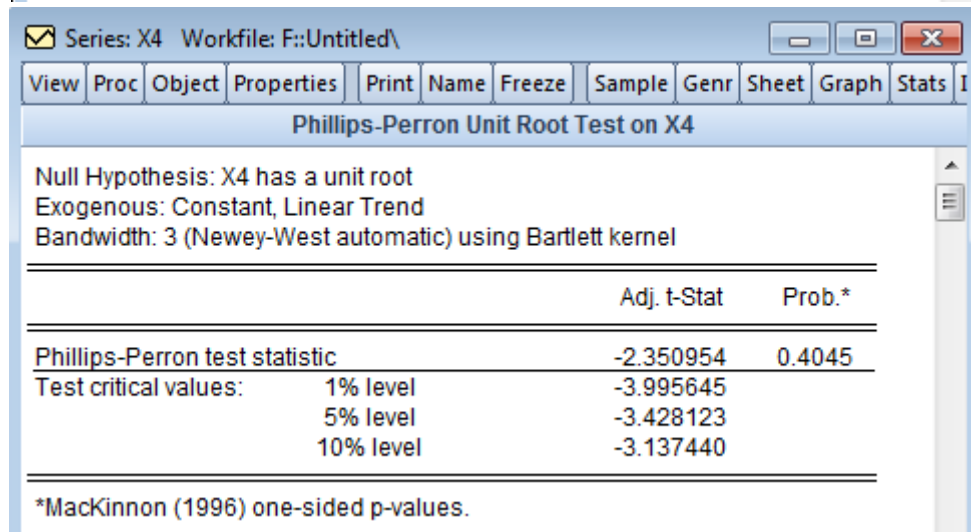 Series: X4 Workfile: F::Untitled\
View Proc Object Properties Print Name Freeze Sample Genr Sheet Graph Stats
Phillips-Perron Unit Root Test on X4
Null Hypothesis: X4 has a unit root
Exogenous: Constant, Linear Trend
Bandwidth: 3 (Newey-West automatic) using Bartlett kernel
Adj. t-Stat Prob.*
Phillips-Perron test statistic -2.350954 0.4045
Test critical values: 1% level -3.995645
5% level -3.428123
10% level -3.137440
*MacKinnon (1996) one-sided p-values.